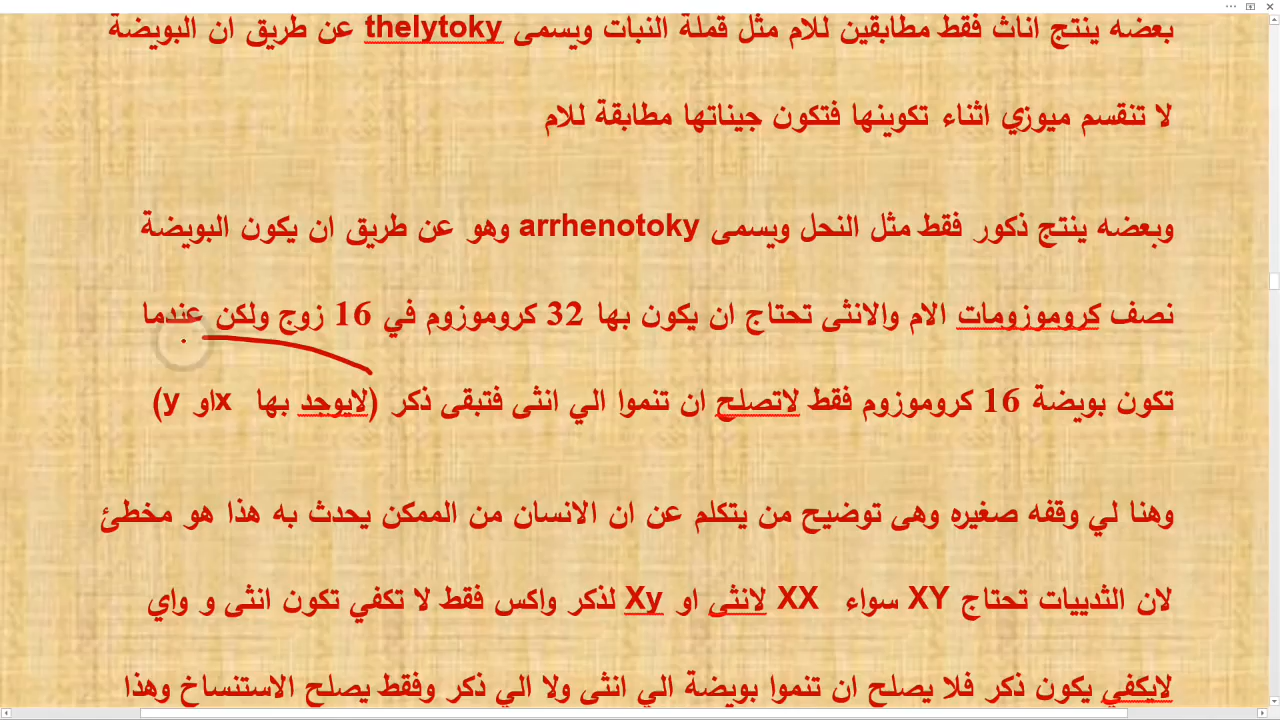 بعضه ينتج اناث فقط مطابقين للام مثل قملة النبات ويسمى thelytoky عن طريق ان البويضة
لا تنقسم ميوزي اثناء تكوينها فتكون جيناتها مطابقة للام
وبعضه ينتج ذكور فقط مثل النحل ويسمى arrhenotoky وهو عن طريق ان يكون البويضة
نصف كروموزومات الام والانثى تحتاج ان يكون بها 32 كروموزوم في 16 زوج ولكن عندما
تكون بويضة 16 كروموزوم فقط لاتصلح ان تنموا الي انثى فتبقى ذكر (لايوجد بها x او y)
وهنا لي وقفه صغيره وهى توضيح من يتكلم عن ان الانسان من الممكن يحدث به هذا هو مخطئ
لان الثدييات تحتاج XY سواء XX لانثى او Xy لذكر واكس فقط لا تكفي تكون انثى و واي
لايكفي يكون ذكر فلا يصلح ان تنموا بويضة الي انثى ولا الي ذكر وفقط يصلح الاستنساخ وهذا